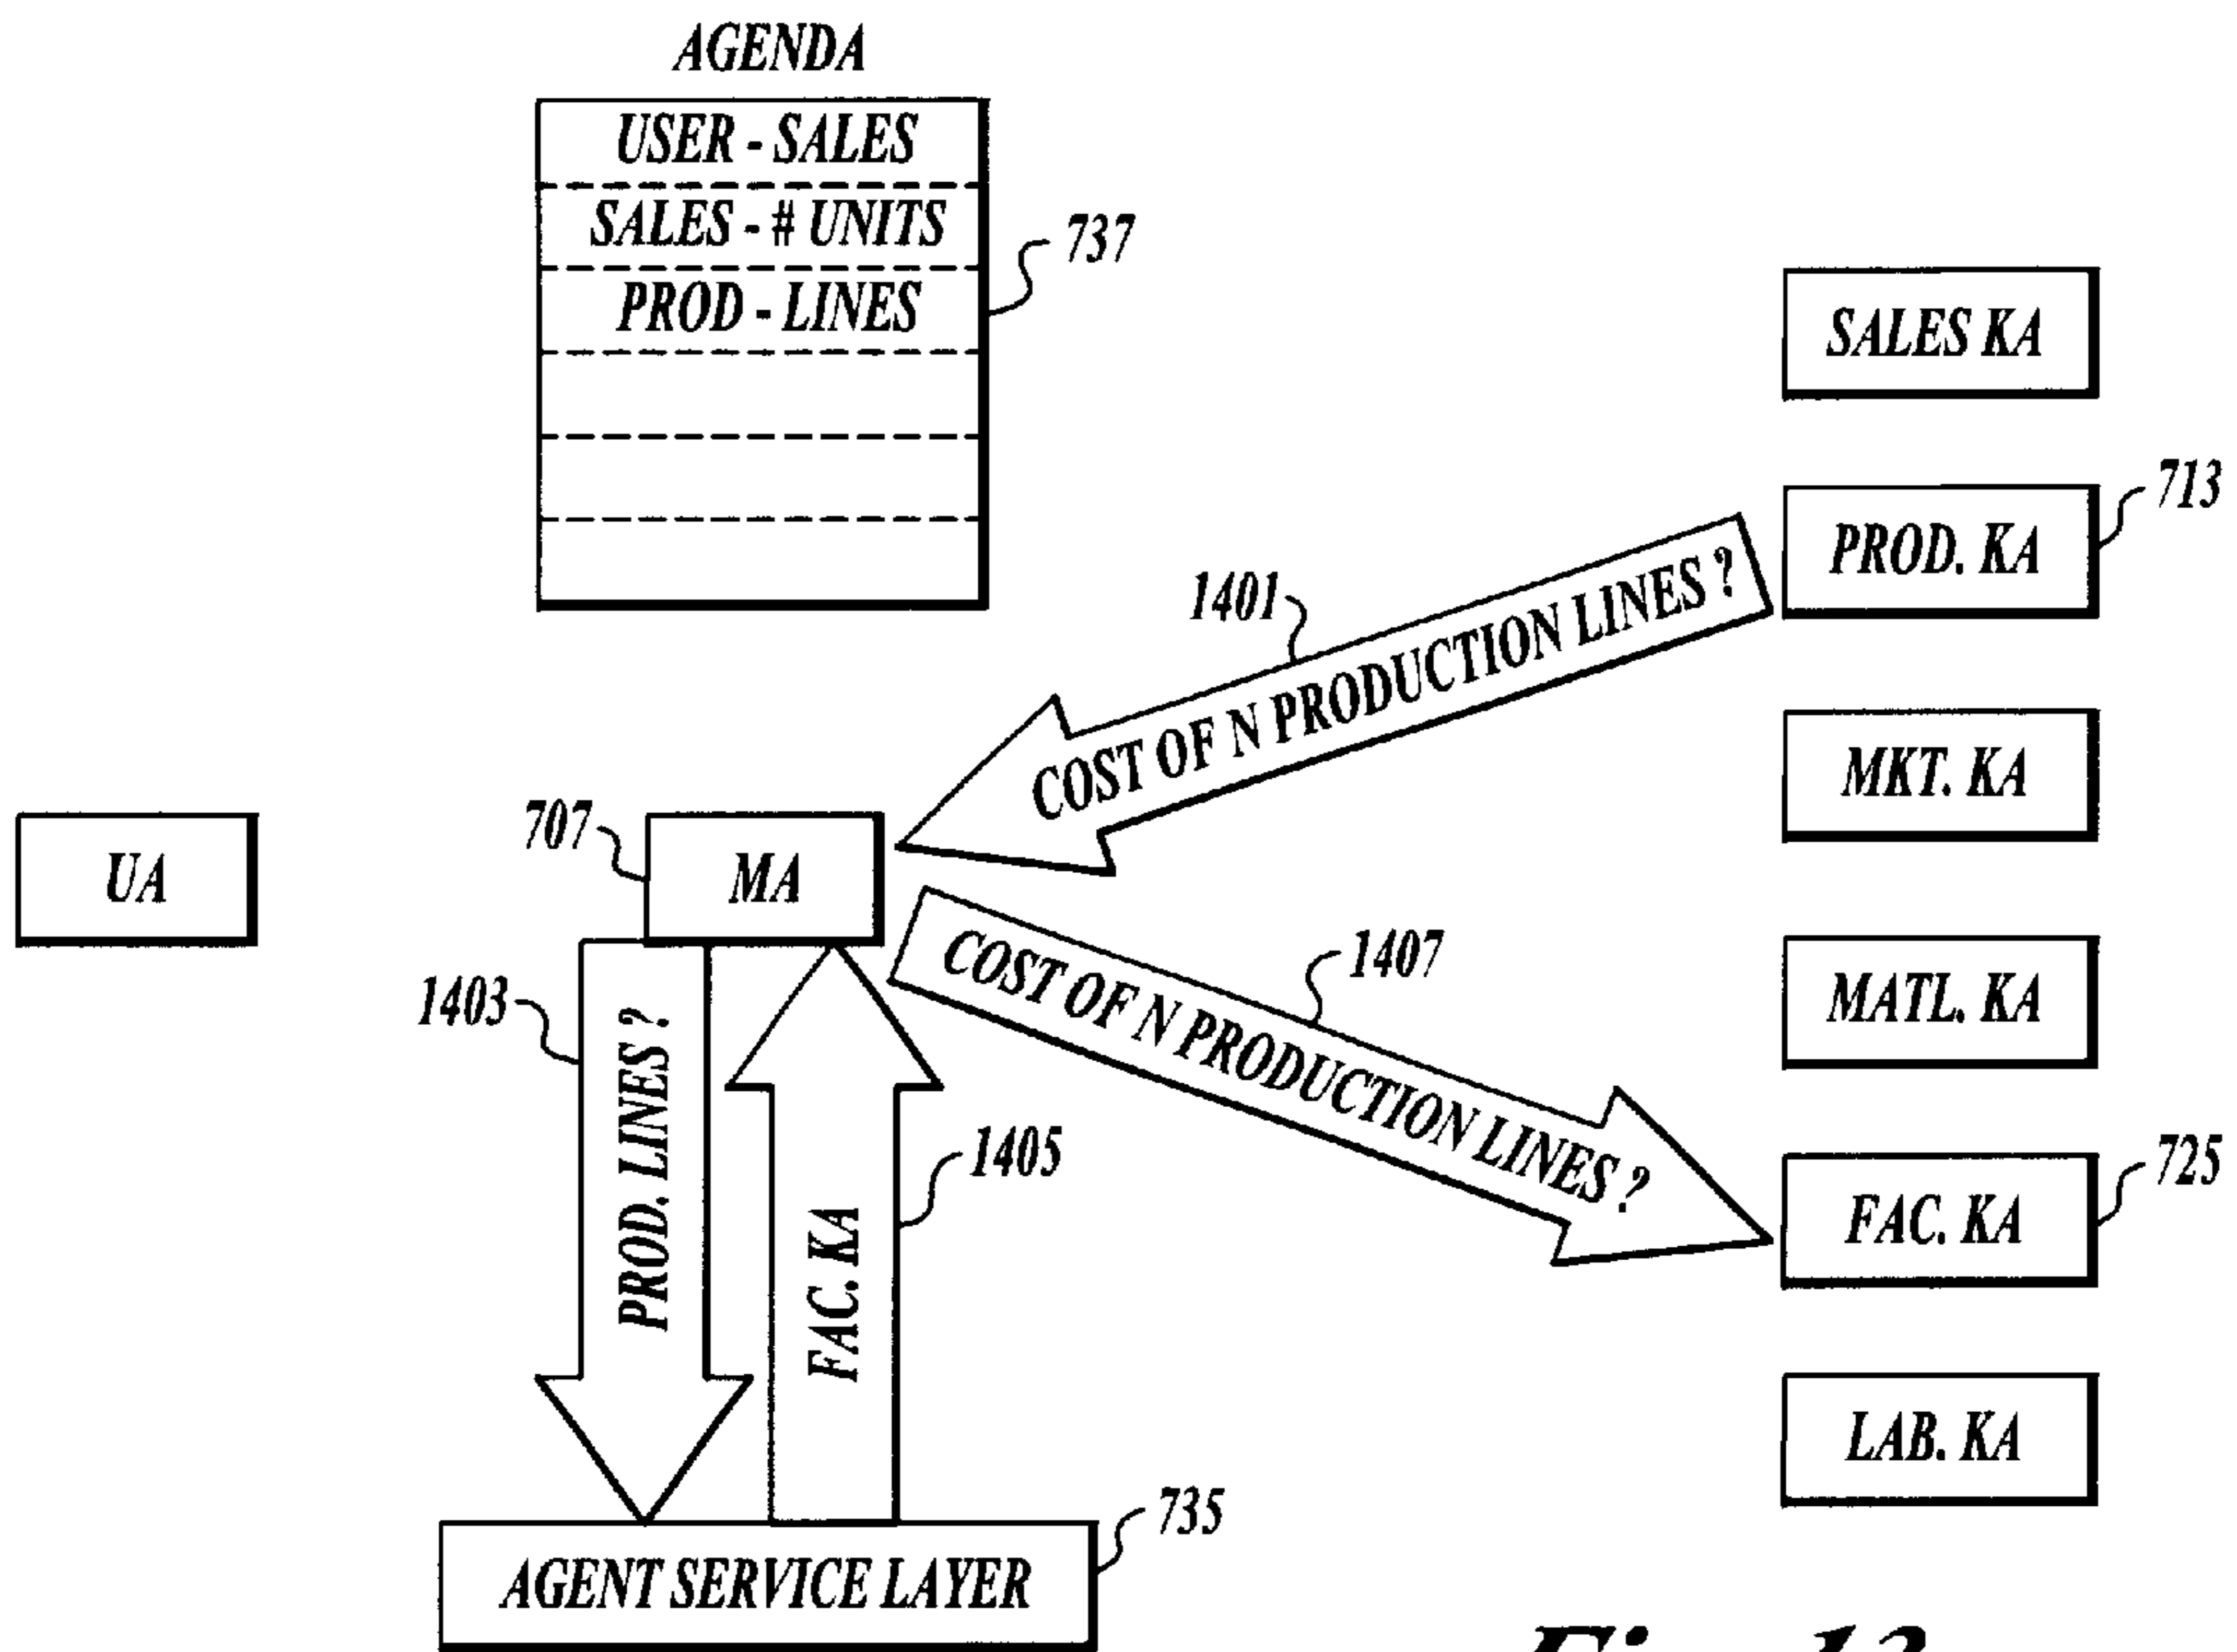 AGENDA
USER - SALES
SALES - # UNITS
737
PROD - LINES
SALES KA
713
PROD. KA
1401
COST OF N PRODUCTION LINES ?
MKT. KA
707
UA
MA
1407
COST OF N PRODUCTION LINES ?
MATL. KA
1403
PROD. LINES ?
1405
FAC. KA
725
FAC. KA
LAB. KA
735
AGENT SERVICE LAYER